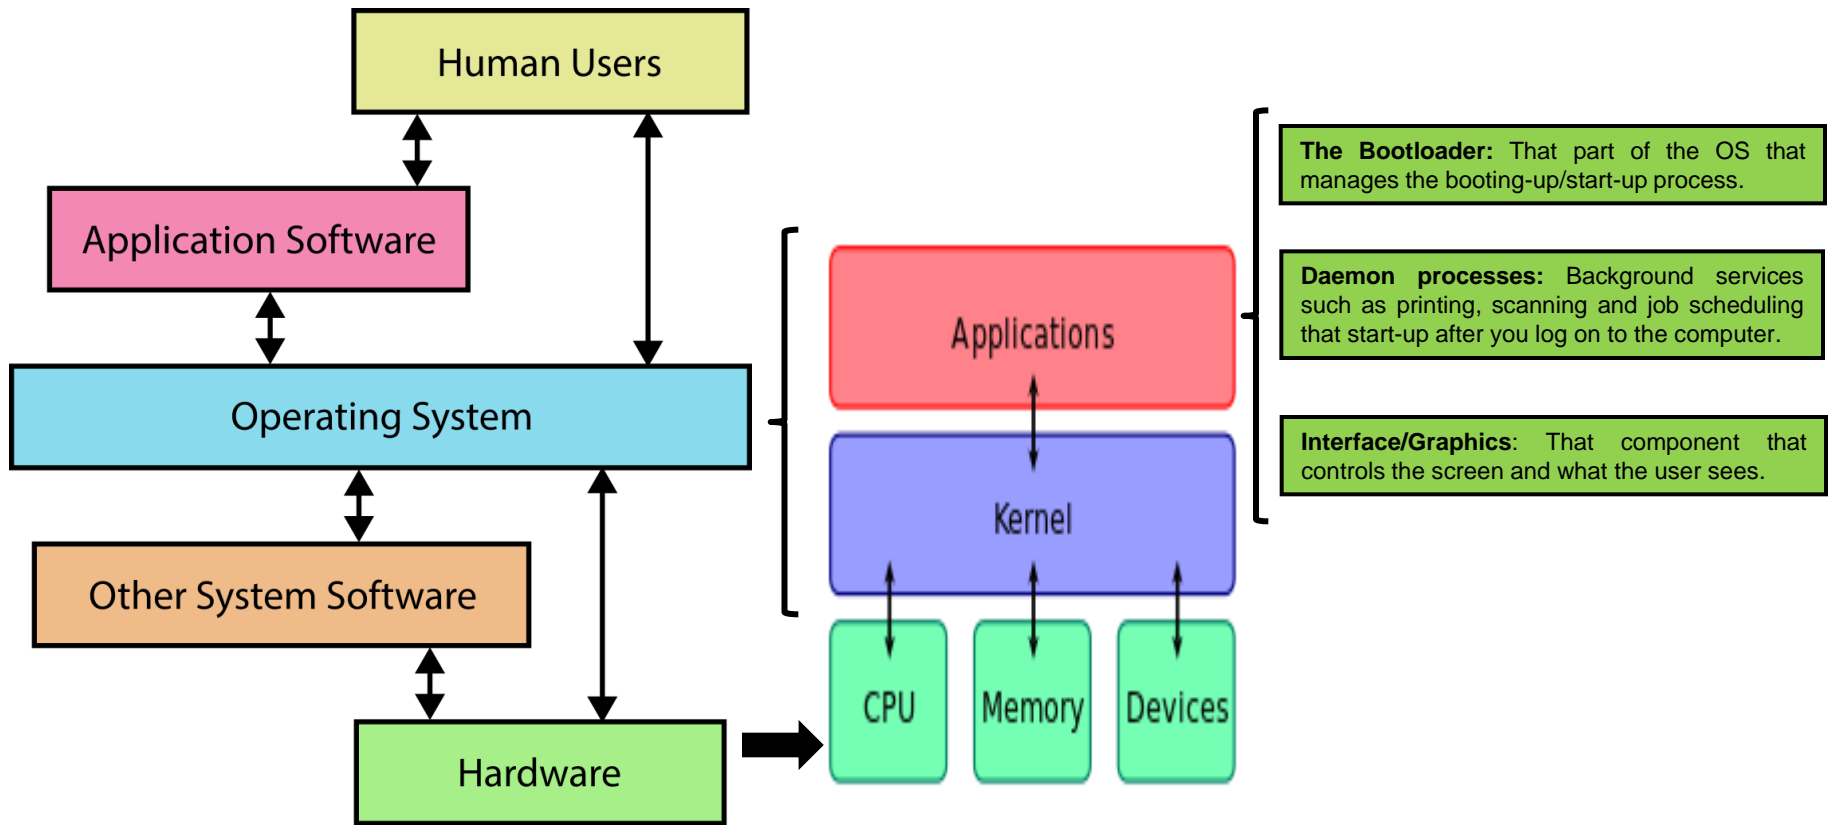 Human Users
Application Software
Operating System
Other System Software
Hardware
Applications
Kernel
CPU
Memory
Devices
The Bootloader: That part of the OS that
manages the booting-up/start-up process.
Daemon processes: Background services
such as printing, scanning and job scheduling
that start-up after you log on to the computer.
Interface/Graphics: That component that
controls the screen and what the user sees.